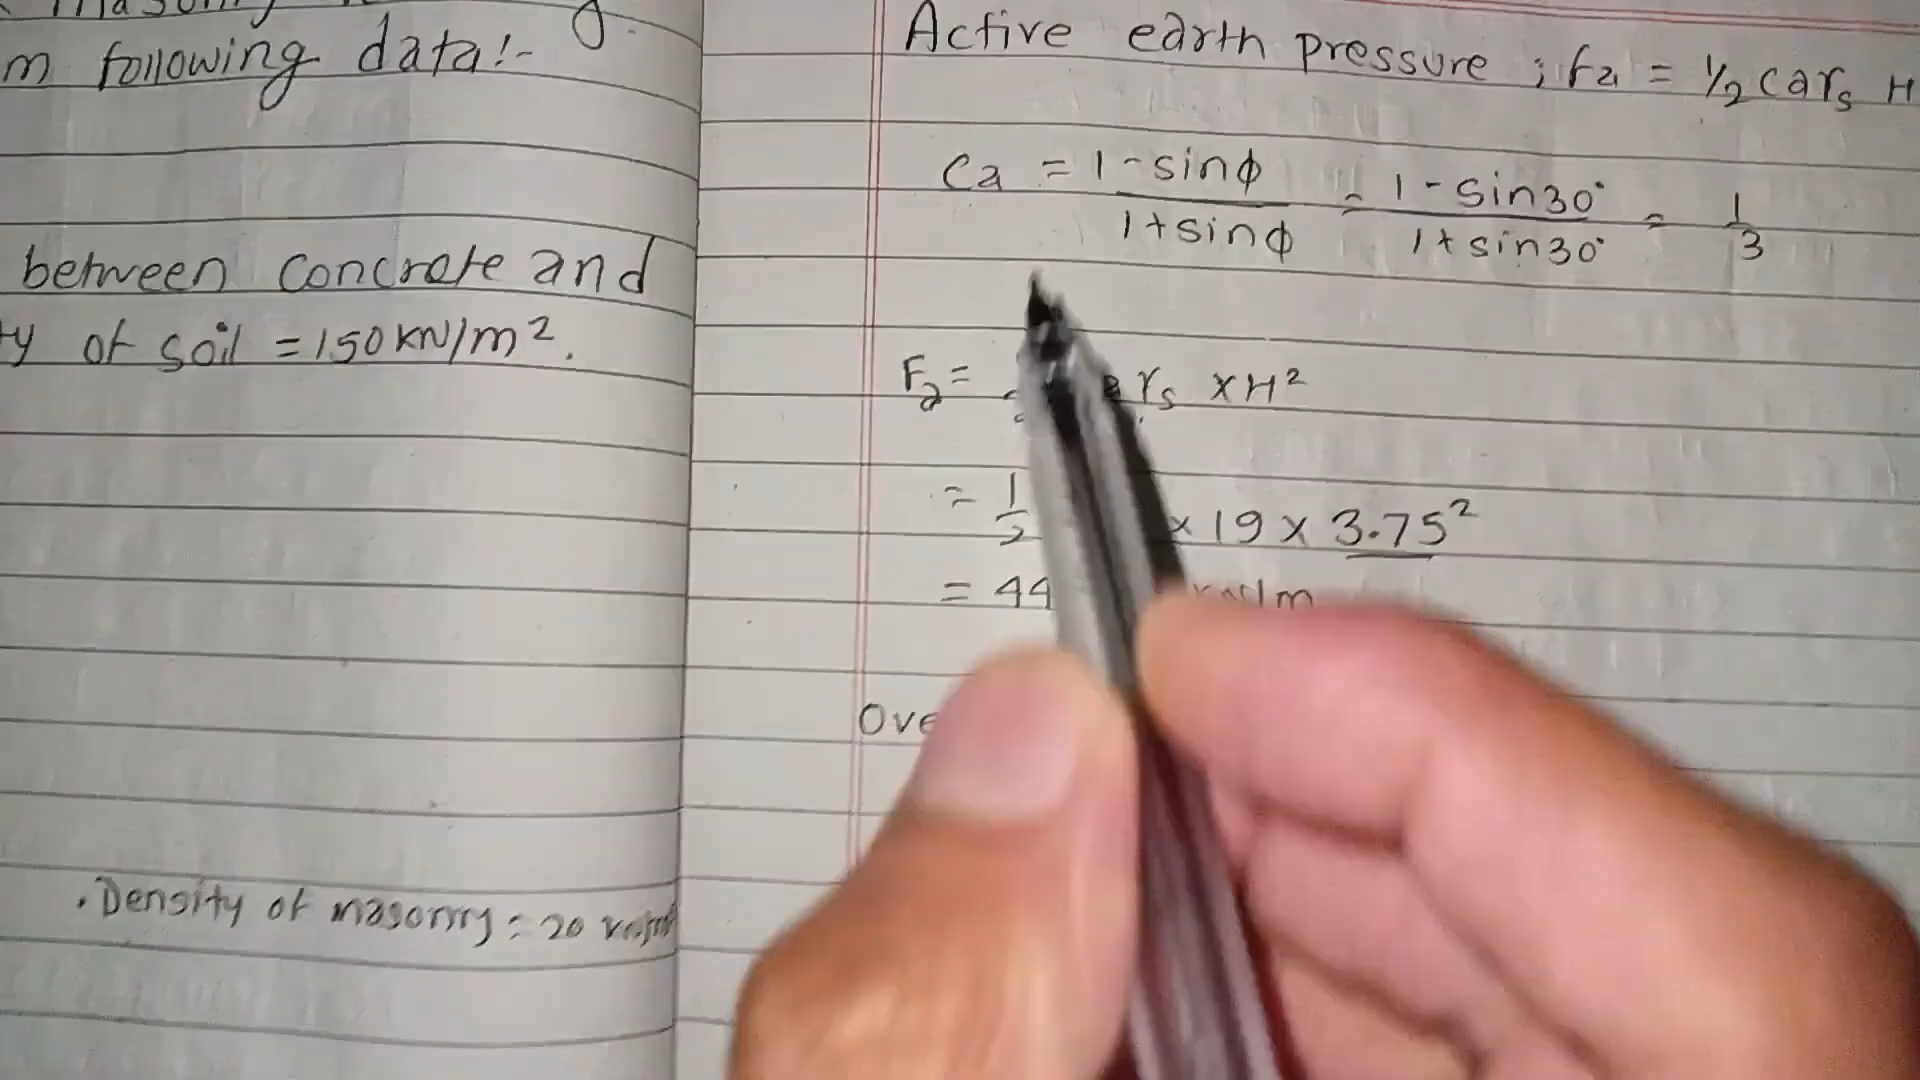 m following data!-
between concrete and
of soil = 150 KN/m².
. Density of masonry = 20
Active earth pressure ; Fa = 1/2 Ca γs H
Ca = 1 - sinϕ / 1 + sinϕ = 1 - sin30° / 1 + sin30° = 1/3
Fa = γs x H²
= 1/2 x 19 x 3.75²
= 44 /m